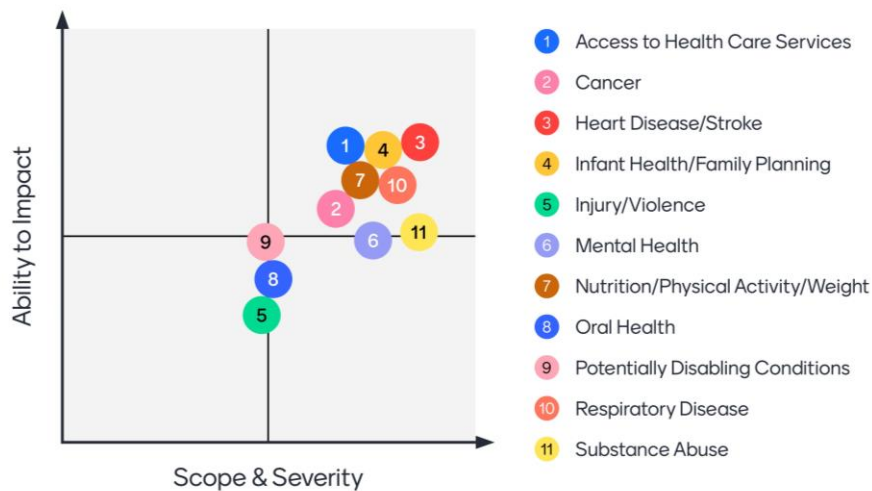 Ability to Impact
1
4
3
7
10
2
11
9
6
8
5
Scope & Severity
1 Access to Health Care Services
2 Cancer
3 Heart Disease/Stroke
4 Infant Health/Family Planning
5 Injury/Violence
6 Mental Health
7 Nutrition/Physical Activity/Weight
8 Oral Health
9 Potentially Disabling Conditions
10 Respiratory Disease
11 Substance Abuse